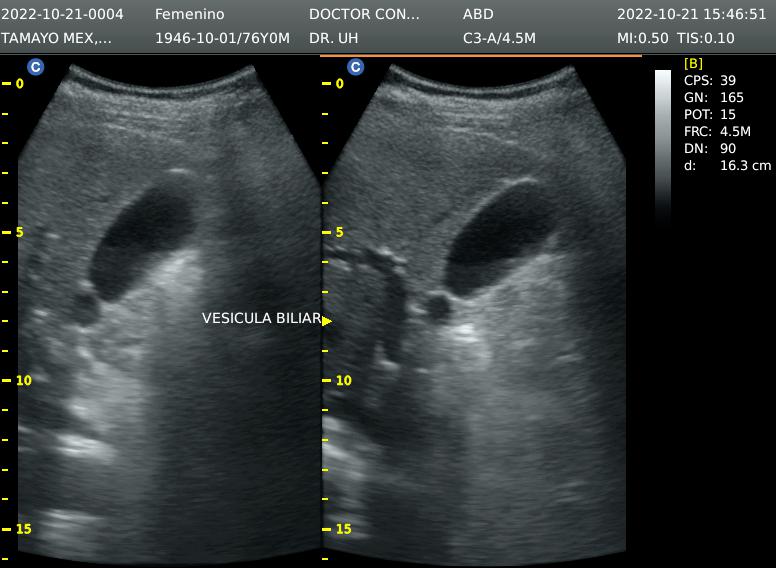 2022-10-21-0004 Femenino DOCTOR CON... ABD 2022-10-21 15:46:51
TAMAYO MEX,... 1946-10-01/76Y0M DR. UH C3-A/4.5M MI:0.50 TIS:0.10
C
C
[B]
CPS: 39
GN: 165
POT: 15
FRC: 4.5M
DN: 90
d: 16.3 cm
0
5
10
15
VESICULA BILIAR
0
5
10
15